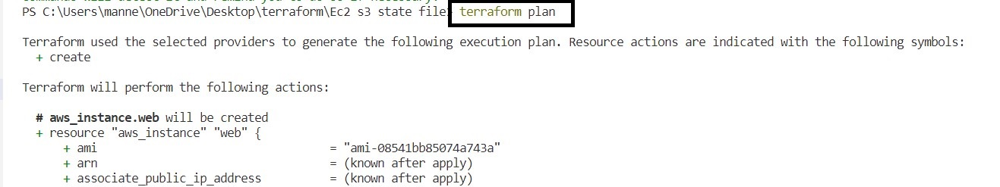 PS C:\Users\manne\OneDrive\Desktop\terraform\Ec2 s3 state file> terraform plan
Terraform used the selected providers to generate the following execution plan. Resource actions are indicated with the following symbols:
+ create
Terraform will perform the following actions:
# aws_instance.web will be created
+ resource "aws_instance" "web" {
+ ami = "ami-08541bb85074a743a"
+ arn = (known after apply)
+ associate_public_ip_address = (known after apply)